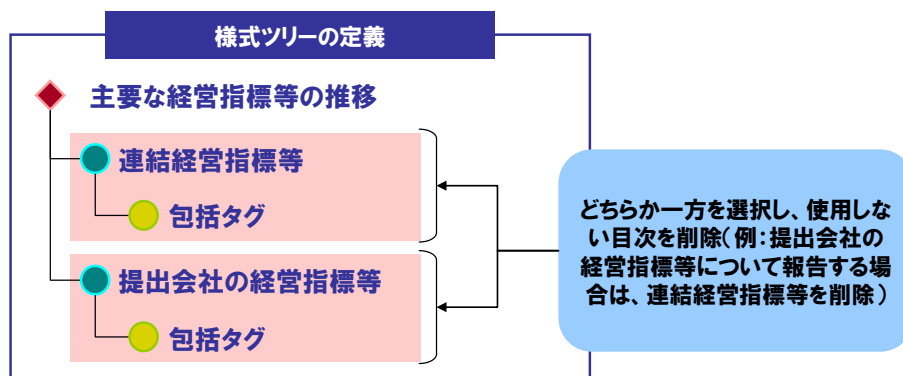 様式ツリーの定義
主要な経営指標等の推移
連結経営指標等
包括タグ
提出会社の経営指標等
包括タグ
どちらか一方を選択し、使用しな
い目次を削除（例：提出会社の
経営指標等について報告する場
合は、連結経営指標等を削除）